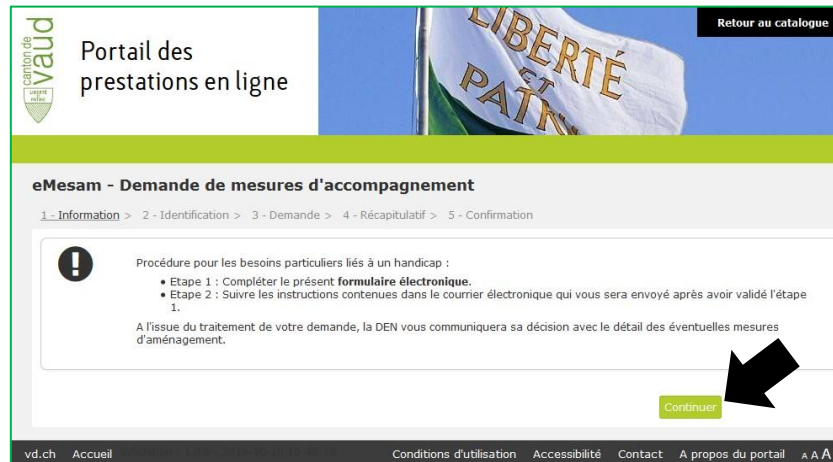 canton de
vaud
LIBERTÉ
ET
PATRIE
Portail des
prestations en ligne
LIBERTÉ
ET
PATRI
Retour au catalogue
eMesam - Demande de mesures d'accompagnement
1 - Information > 2 - Identification > 3 - Demande > 4 - Récapitulatif > 5 - Confirmation
Procédure pour les besoins particuliers liés à un handicap :
• Etape 1 : Compléter le présent formulaire électronique.
• Etape 2 : Suivre les instructions contenues dans le courrier électronique qui vous sera envoyé après avoir validé l'étape
1.
A l'issue du traitement de votre demande, la DEN vous communiquera sa décision avec le détail des éventuelles mesures
d'aménagement.
Continuer
vd.ch Accueil Conditions d'utilisation Accessibilité Contact A propos du portail A A A